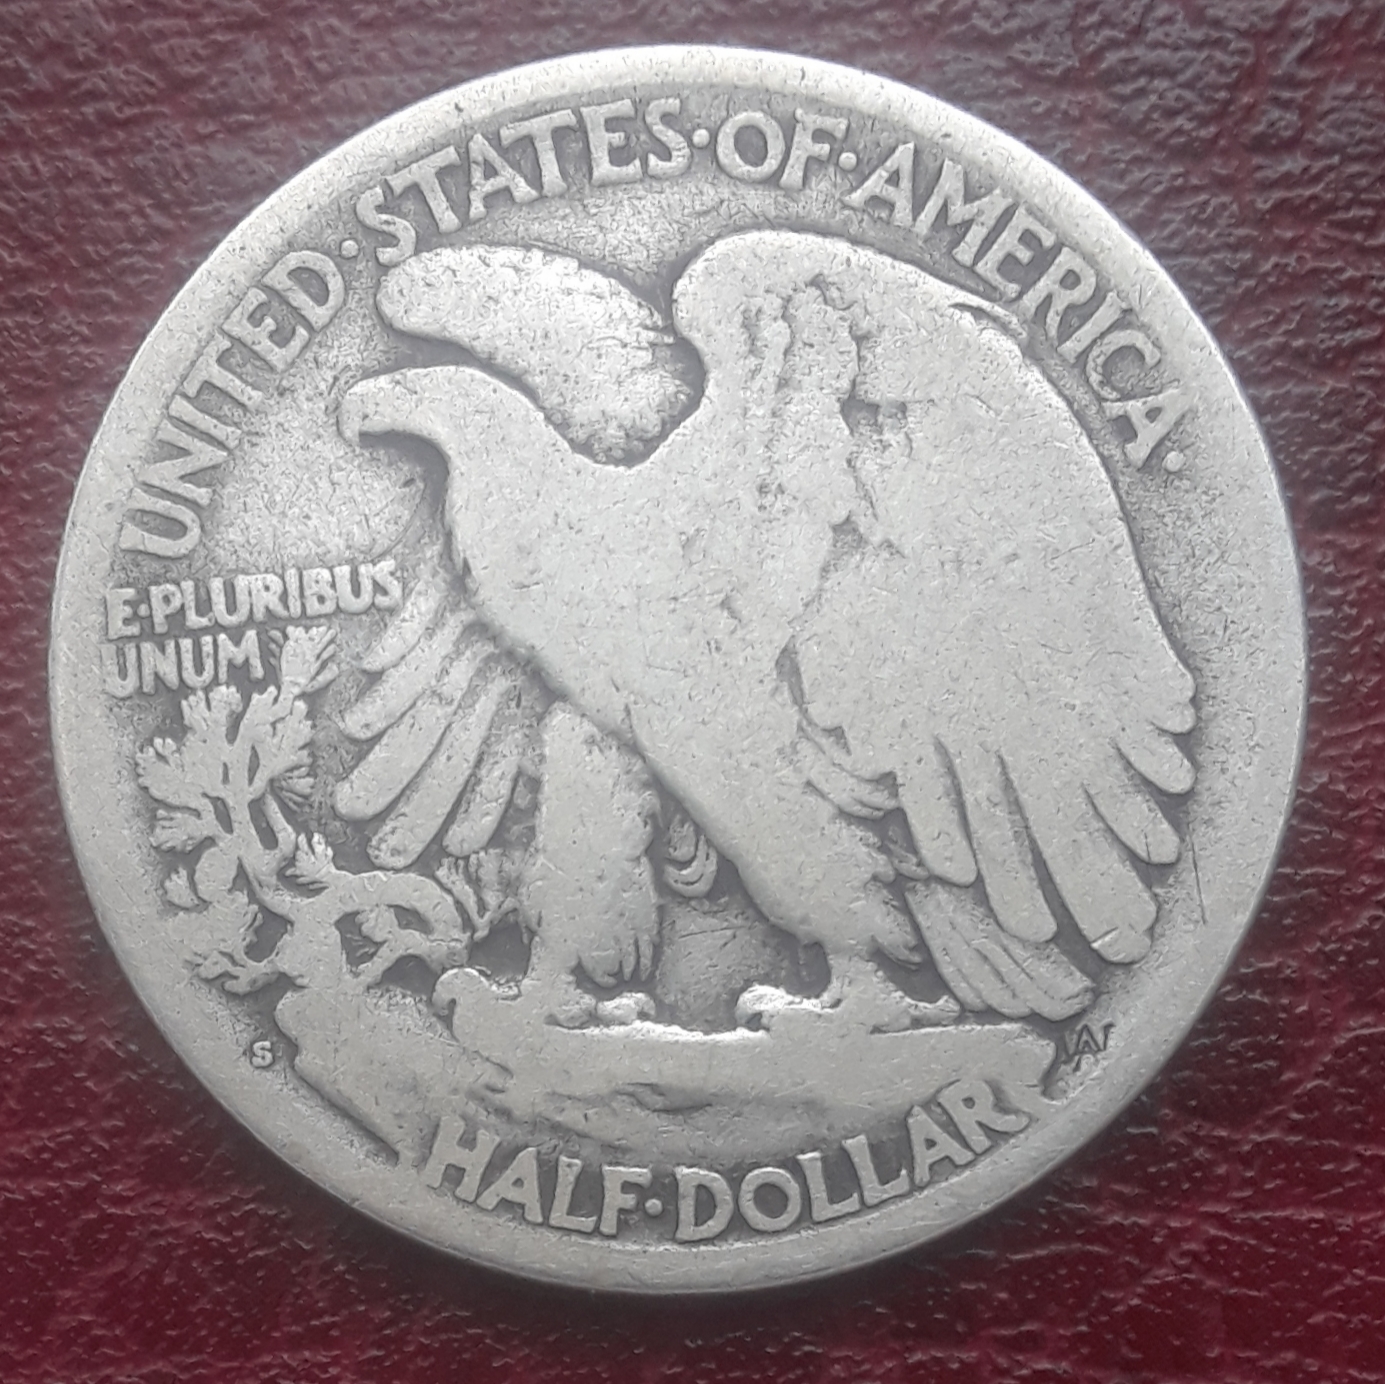 UNITED·STATES·OF·AMERICA·
E·PLURIBUS
UNUM
S
AW
HALF·DOLLAR